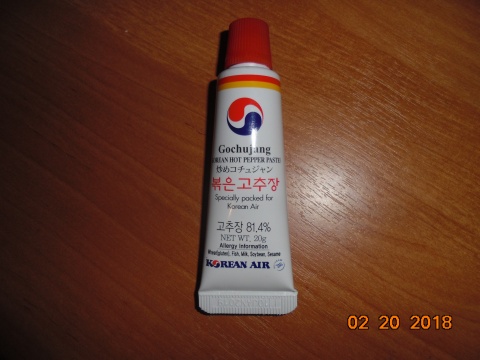 Gochujang
KOREAN HOT PEPPER PASTE
炒めコチュジャン
볶은고추장
Specially packed for
Korean Air
고추장 81.4%
NET WT. 20g
Allergy Information
Wheat(gluten), Fish, Milk, Soybean, Sesame
KOREAN AIR
02 20 2018